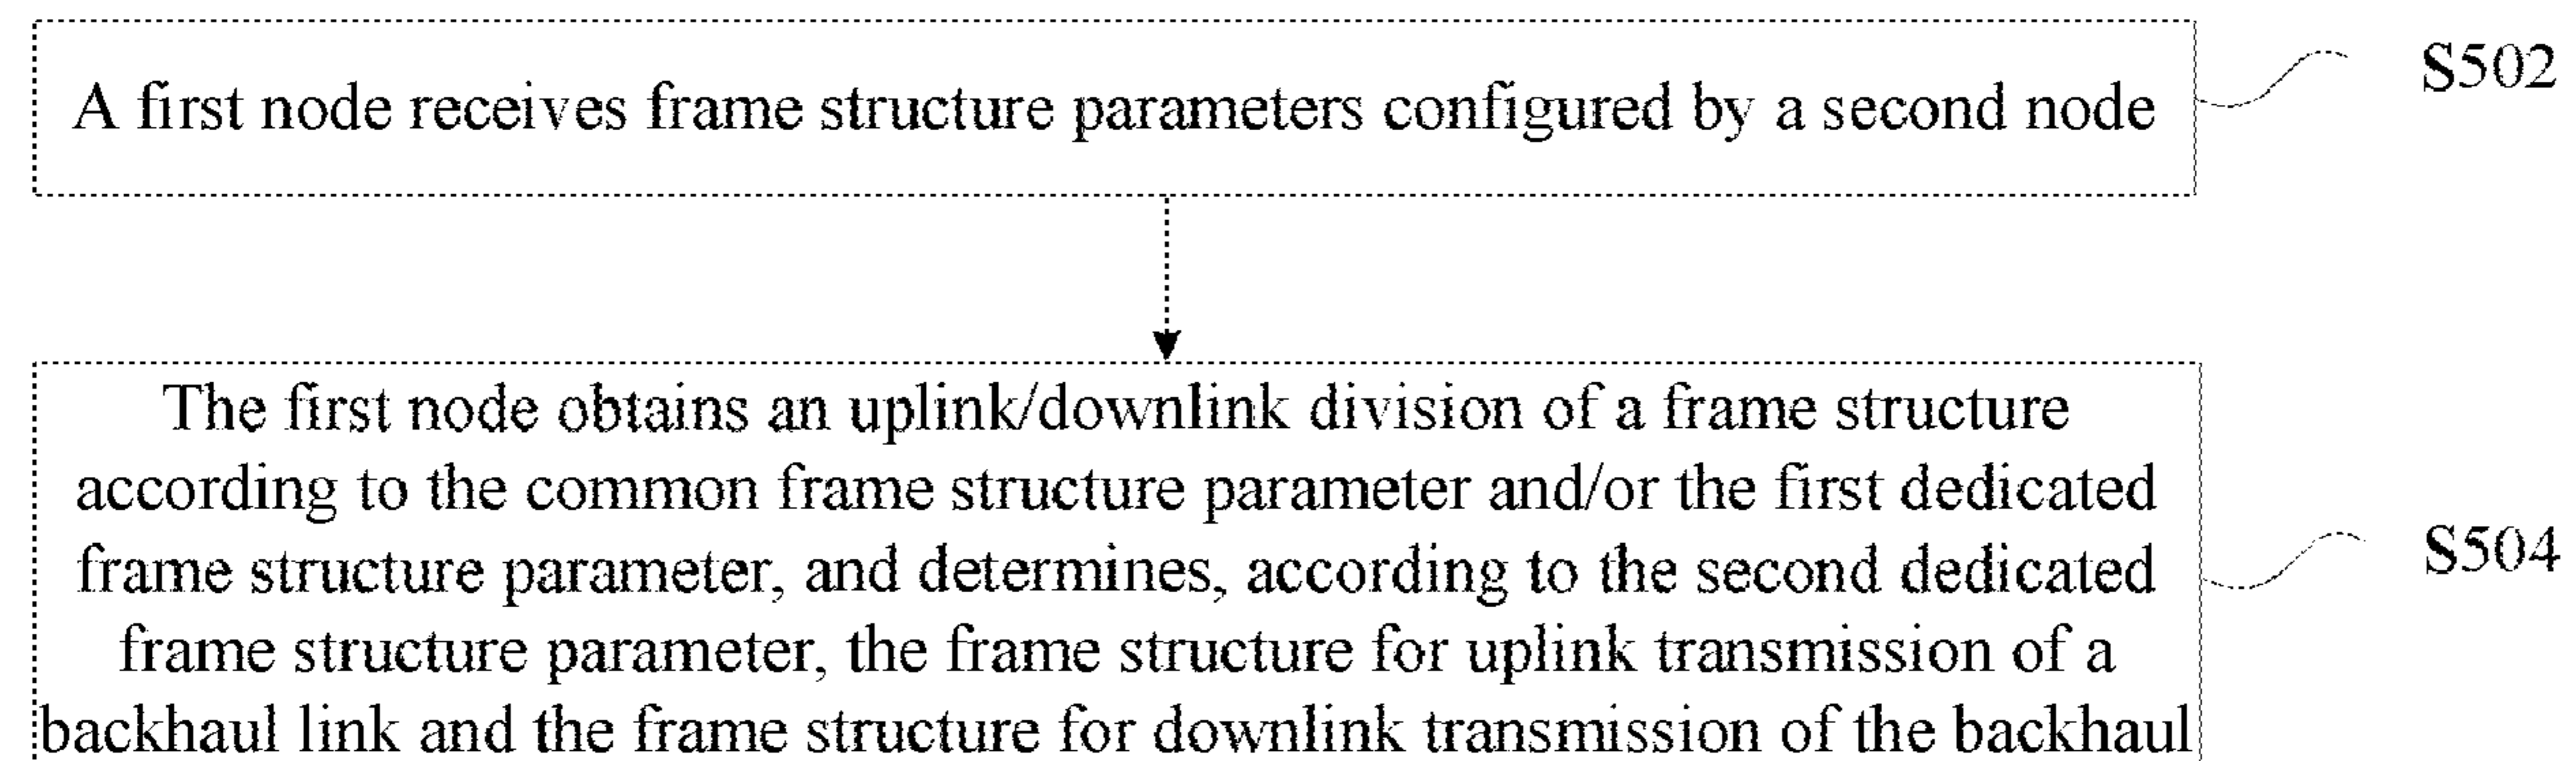 A first node receives frame structure parameters configured by a second node
S502
The first node obtains an uplink/downlink division of a frame structure
according to the common frame structure parameter and/or the first dedicated
frame structure parameter, and determines, according to the second dedicated
frame structure parameter, the frame structure for uplink transmission of a
backhaul link and the frame structure for downlink transmission of the backhaul
S504